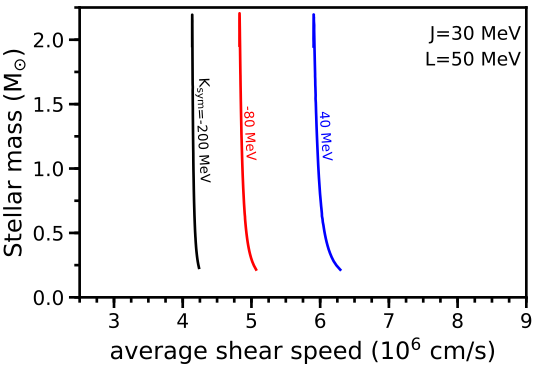 J=30 MeV
L=50 MeV
Ksym=-200 MeV
-80 MeV
40 MeV
Stellar mass (M☉)
2.0
1.5
1.0
0.5
0.0
3 4 5 6 7 8 9
average shear speed (10⁶ cm/s)